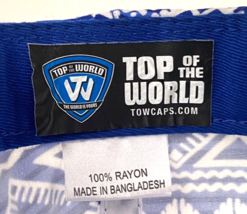 TOP OF THE WORLD
TW
THE WORLD IS YOURS
TOP OF THE
WORLD
TOWCAPS.COM
100% RAYON
MADE IN BANGLADESH